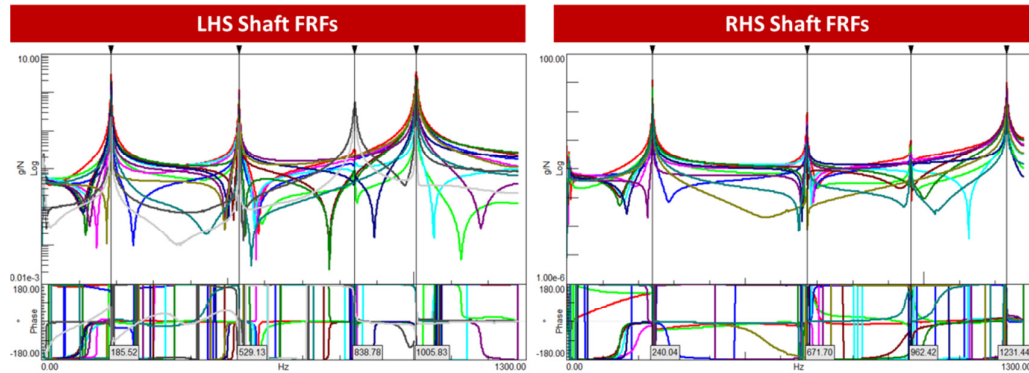 LHS Shaft FRFs
10.00
g/N
Log
0.01e-3
180.00
°
Phase
-180.00
185.52
529.13
838.78
1005.83
Hz
1300.00
RHS Shaft FRFs
100.00
g/N
Log
1.00e-6
180.00
°
Phase
-180.00
240.04
671.70
962.42
1231.44
0.00
Hz
1300.00
0.00